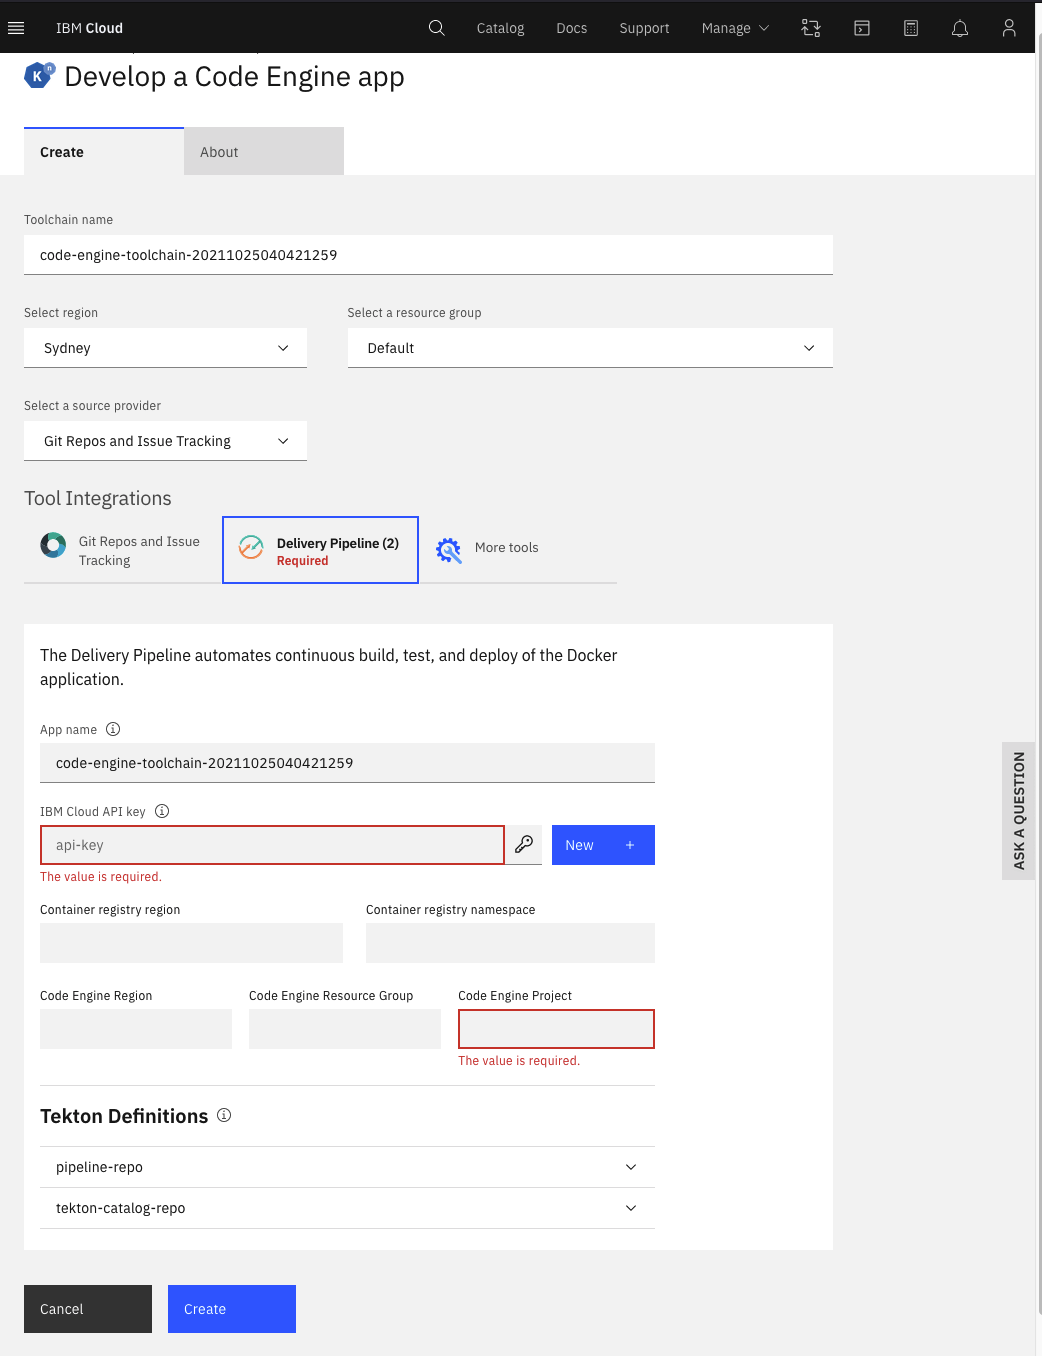 IBM Cloud
Catalog
Docs
Support
Manage
K
n
Develop a Code Engine app
Create
About
Toolchain name
code-engine-toolchain-20211025040421259
Select region
Select a resource group
Sydney
Default
Select a source provider
Git Repos and Issue Tracking
Tool Integrations
Git Repos and Issue
Tracking
Delivery Pipeline (2)
Required
More tools
The Delivery Pipeline automates continuous build, test, and deploy of the Docker
application.
App name
code-engine-toolchain-20211025040421259
IBM Cloud API key
api-key
New +
The value is required.
Container registry region
Container registry namespace
Code Engine Region
Code Engine Resource Group
Code Engine Project
The value is required.
Tekton Definitions
pipeline-repo
tekton-catalog-repo
Cancel
Create
ASK A QUESTION